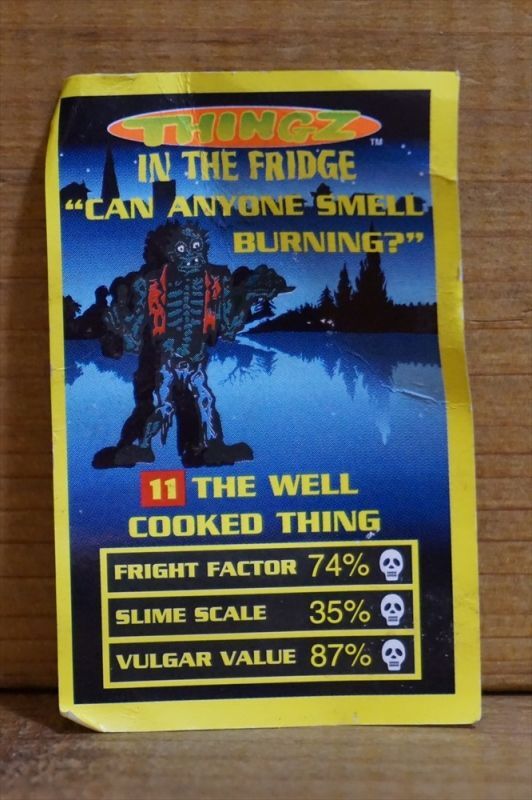 THINGZ TM
IN THE FRIDGE
"CAN ANYONE SMELL
BURNING?"
11 THE WELL
COOKED THING
FRIGHT FACTOR 74%
SLIME SCALE 35%
VULGAR VALUE 87%